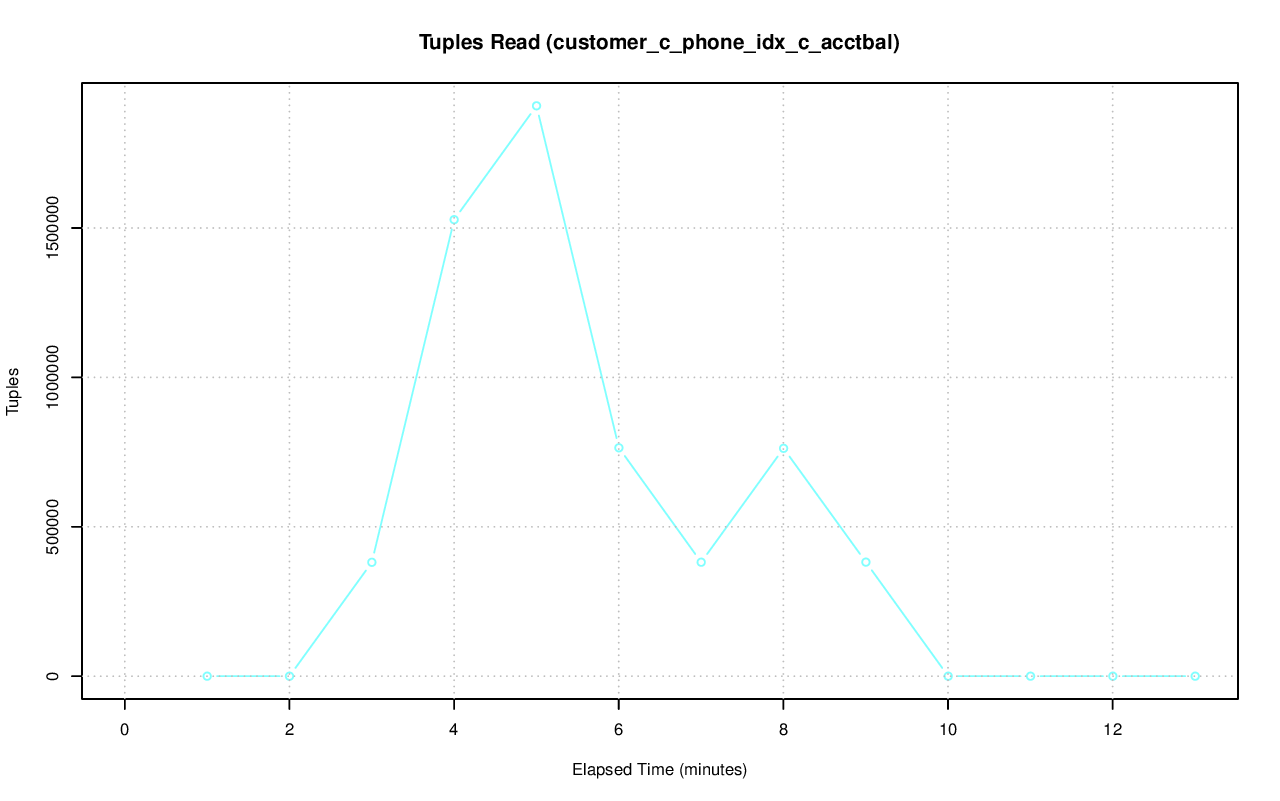 Tuples Read (customer_c_phone_idx_c_acctbal)
Tuples
1500000
1000000
500000
0
0 2 4 6 8 10 12
Elapsed Time (minutes)